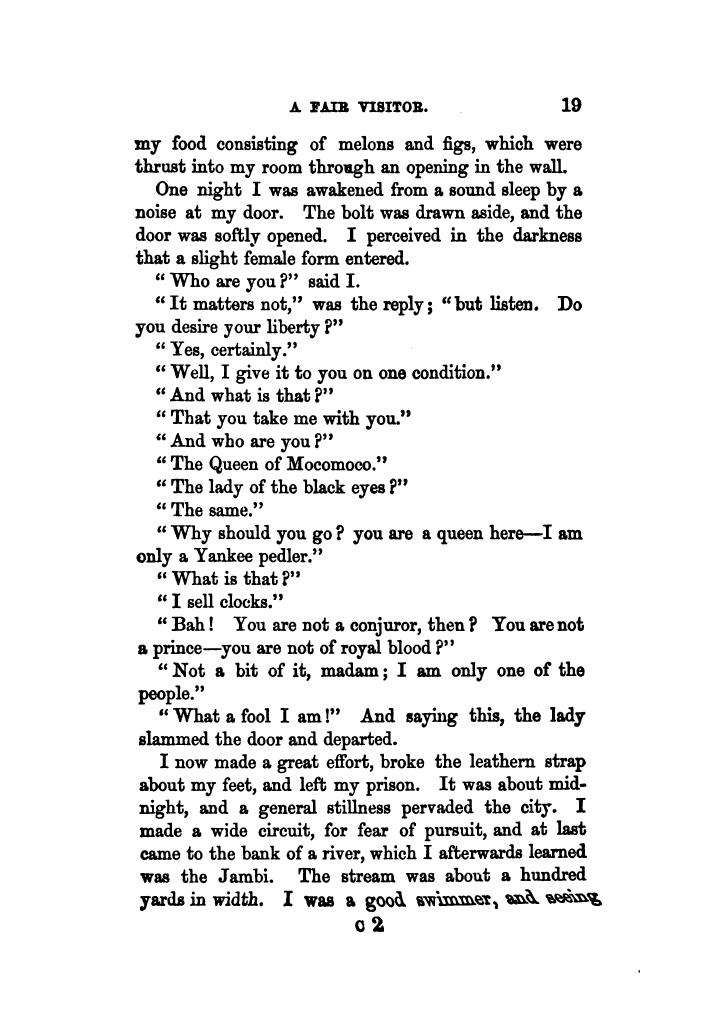 A FAIR VISITOR. 19
my food consisting of melons and figs, which were
thrust into my room through an opening in the wall.
One night I was awakened from a sound sleep by a
noise at my door. The bolt was drawn aside, and the
door was softly opened. I perceived in the darkness
that a slight female form entered.
“Who are you?” said I.
“It matters not,” was the reply; “but listen. Do
you desire your liberty?”
“Yes, certainly.”
“Well, I give it to you on one condition.”
“And what is that?”
“That you take me with you.”
“And who are you?”
“The Queen of Mocomoco.”
“The lady of the black eyes?”
“The same.”
“Why should you go? you are a queen here—I am
only a Yankee pedler.”
“What is that?”
“I sell clocks.”
“Bah! You are not a conjuror, then? You are not
a prince—you are not of royal blood?”
“Not a bit of it, madam; I am only one of the
people.”
“What a fool I am!” And saying this, the lady
slammed the door and departed.
I now made a great effort, broke the leathern strap
about my feet, and left my prison. It was about mid-
night, and a general stillness pervaded the city. I
made a wide circuit, for fear of pursuit, and at last
came to the bank of a river, which I afterwards learned
was the Jambi. The stream was about a hundred
yards in width. I was a good swimmer, and seeing
C 2